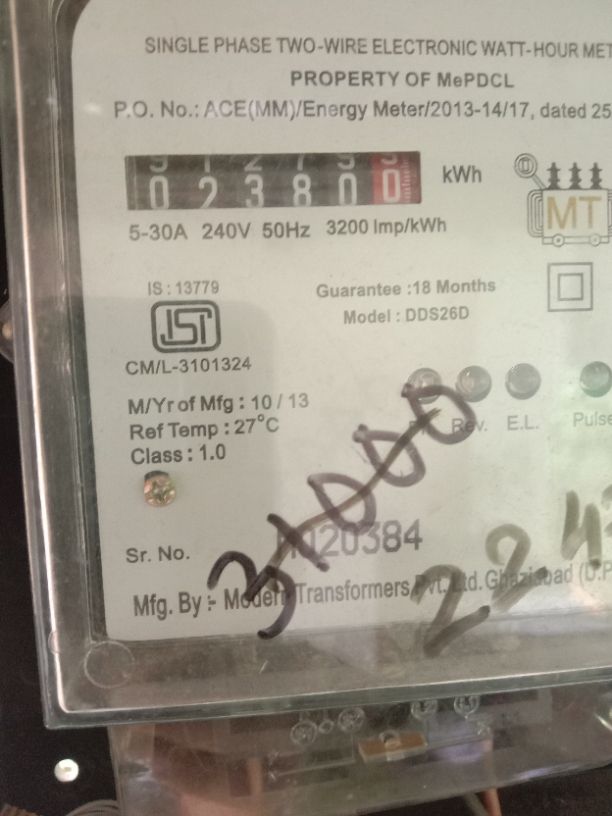 SINGLE PHASE TWO-WIRE ELECTRONIC WATT-HOUR MET
PROPERTY OF MePDCL
P.O. No.: ACE(MM)/Energy Meter/2013-14/17, dated 25
023800 kWh
MT
5-30A 240V 50Hz 3200 Imp/kWh
IS : 13779
Guarantee :18 Months
Model : DDS26D
CM/L-3101324
M/Yr of Mfg : 10 / 13
Ref Temp : 27°C
Class : 1.0
Rev. E.L. Pulse
31000
Sr. No. 020384
224
Mfg. By :- Modern Transformers Pvt. Ltd. Ghaziabad (U.P